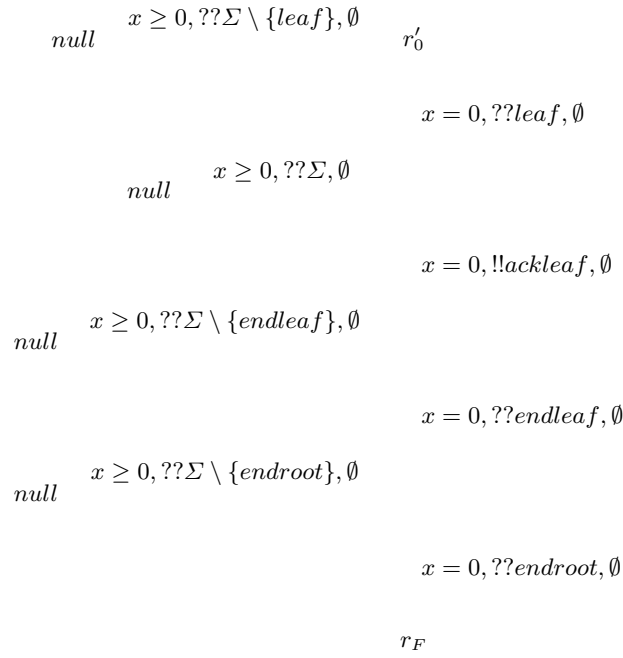 x ≥ 0, ??Σ \ {leaf}, ∅
null r′₀
x = 0, ??leaf, ∅
x ≥ 0, ??Σ, ∅
null
x = 0, !!ackleaf, ∅
x ≥ 0, ??Σ \ {endleaf}, ∅
null
x = 0, ??endleaf, ∅
x ≥ 0, ??Σ \ {endroot}, ∅
null
x = 0, ??endroot, ∅
r_F